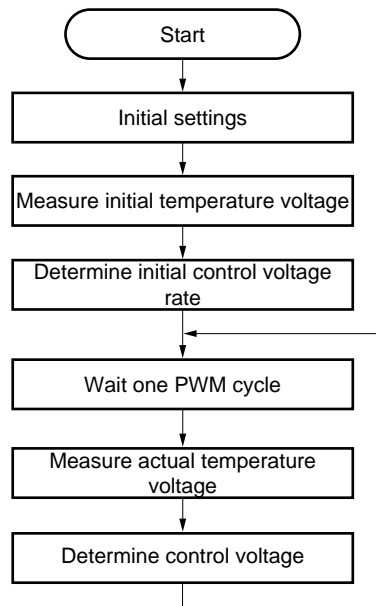 Start
Initial settings
Measure initial temperature voltage
Determine initial control voltage
rate
Wait one PWM cycle
Measure actual temperature
voltage
Determine control voltage